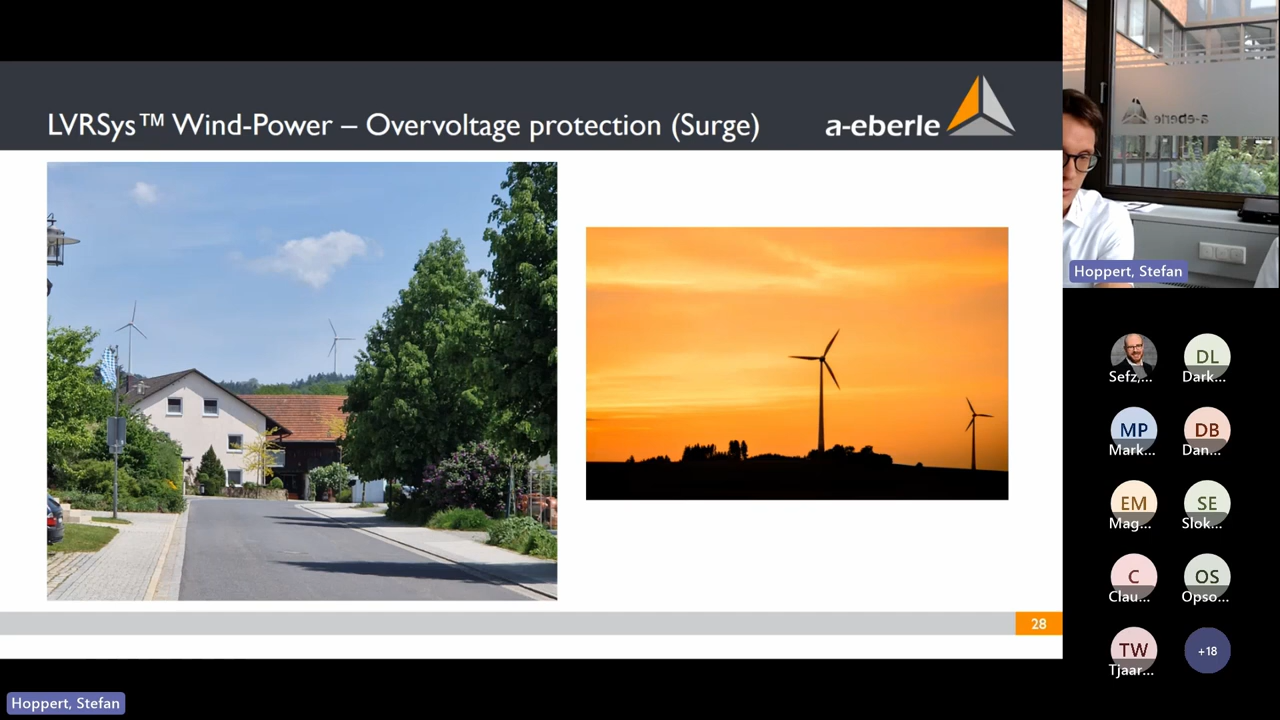 LVRSys™ Wind-Power – Overvoltage protection (Surge)
a-eberle
28
Hoppert, Stefan
a-eberle
Hoppert, Stefan
Sefz,...
DL
Dark...
MP
Mark...
DB
Dan...
EM
Mag...
SE
Slok...
C
Clau...
OS
Opso...
TW
Tjaar...
+18